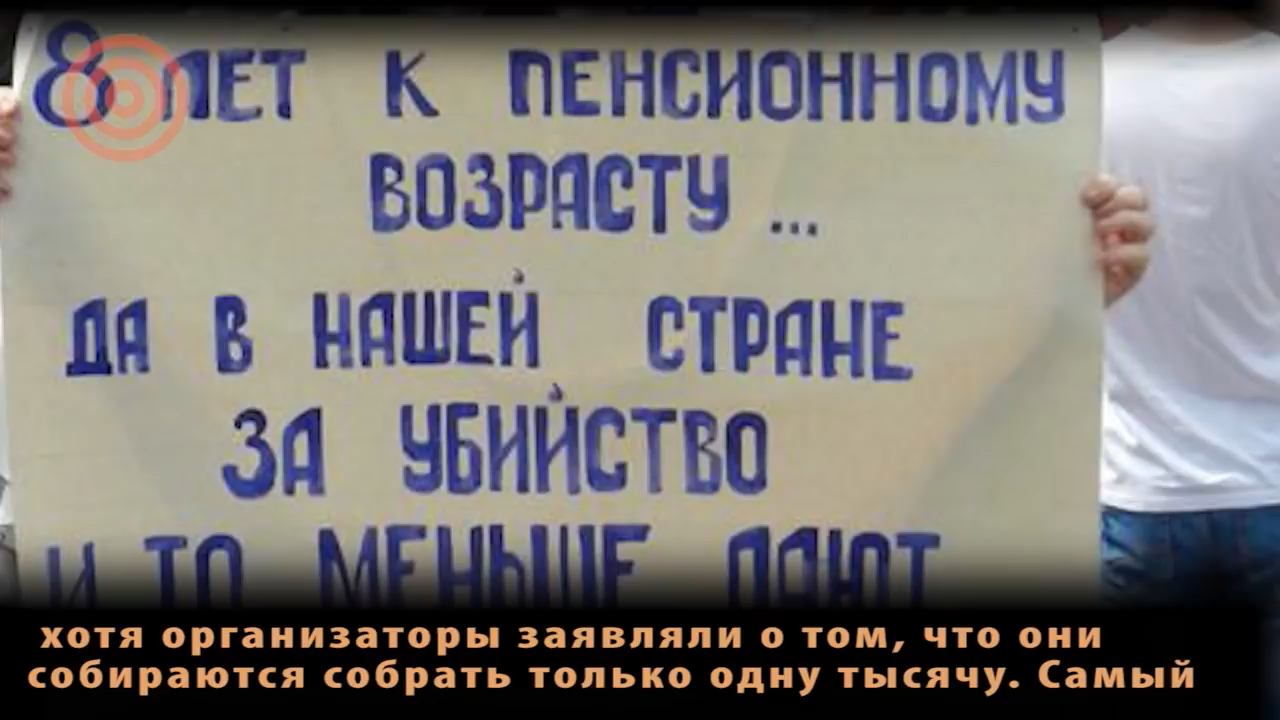 8 ЛЕТ К ПЕНСИОННОМУ
ВОЗРАСТУ ...
ДА В НАШЕЙ СТРАНЕ
ЗА УБИЙСТВО
И ТО МЕНЬШЕ ДАЮТ
хотя организаторы заявляли о том, что они
собираются собрать только одну тысячу. Самый